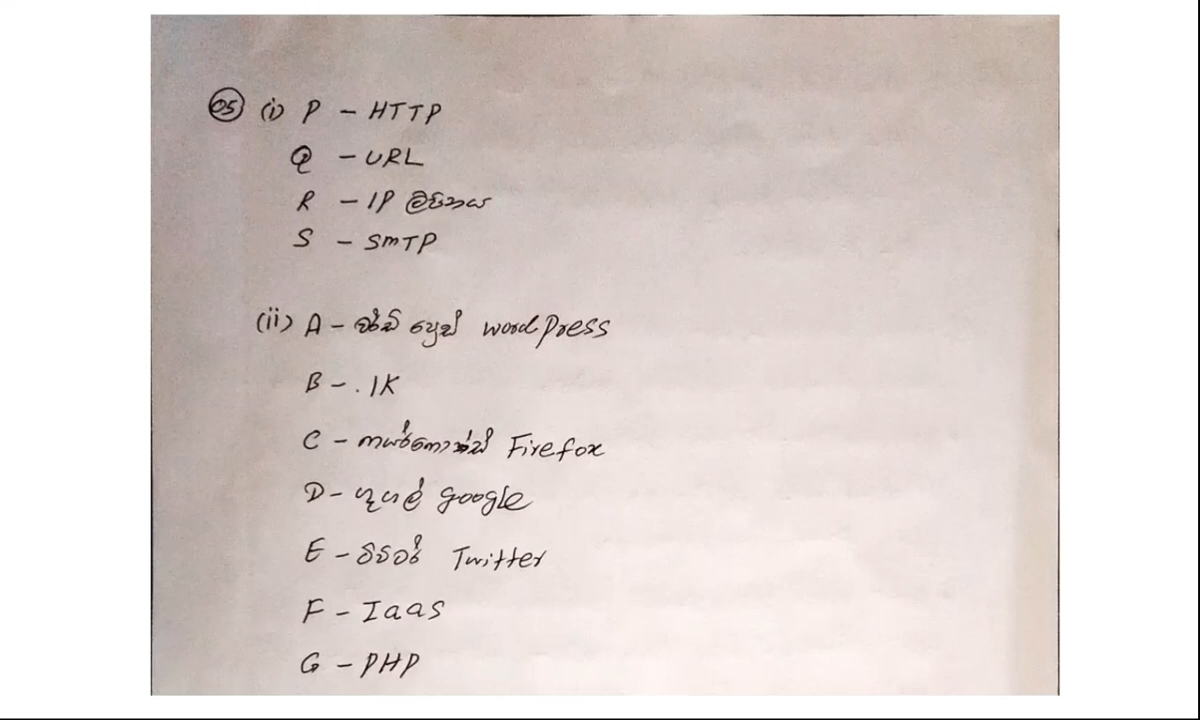 05 (i) P - HTTP
Q - URL
R - IP ලිපිනය
S - SMTP
(ii) A - වර්ඩ් ප්‍රෙස් WordPress
B - .lK
C - ෆයර්ෆොක්ස් Firefox
D - ගූගල් google
E - ට්විටර් Twitter
F - IaaS
G - PHP